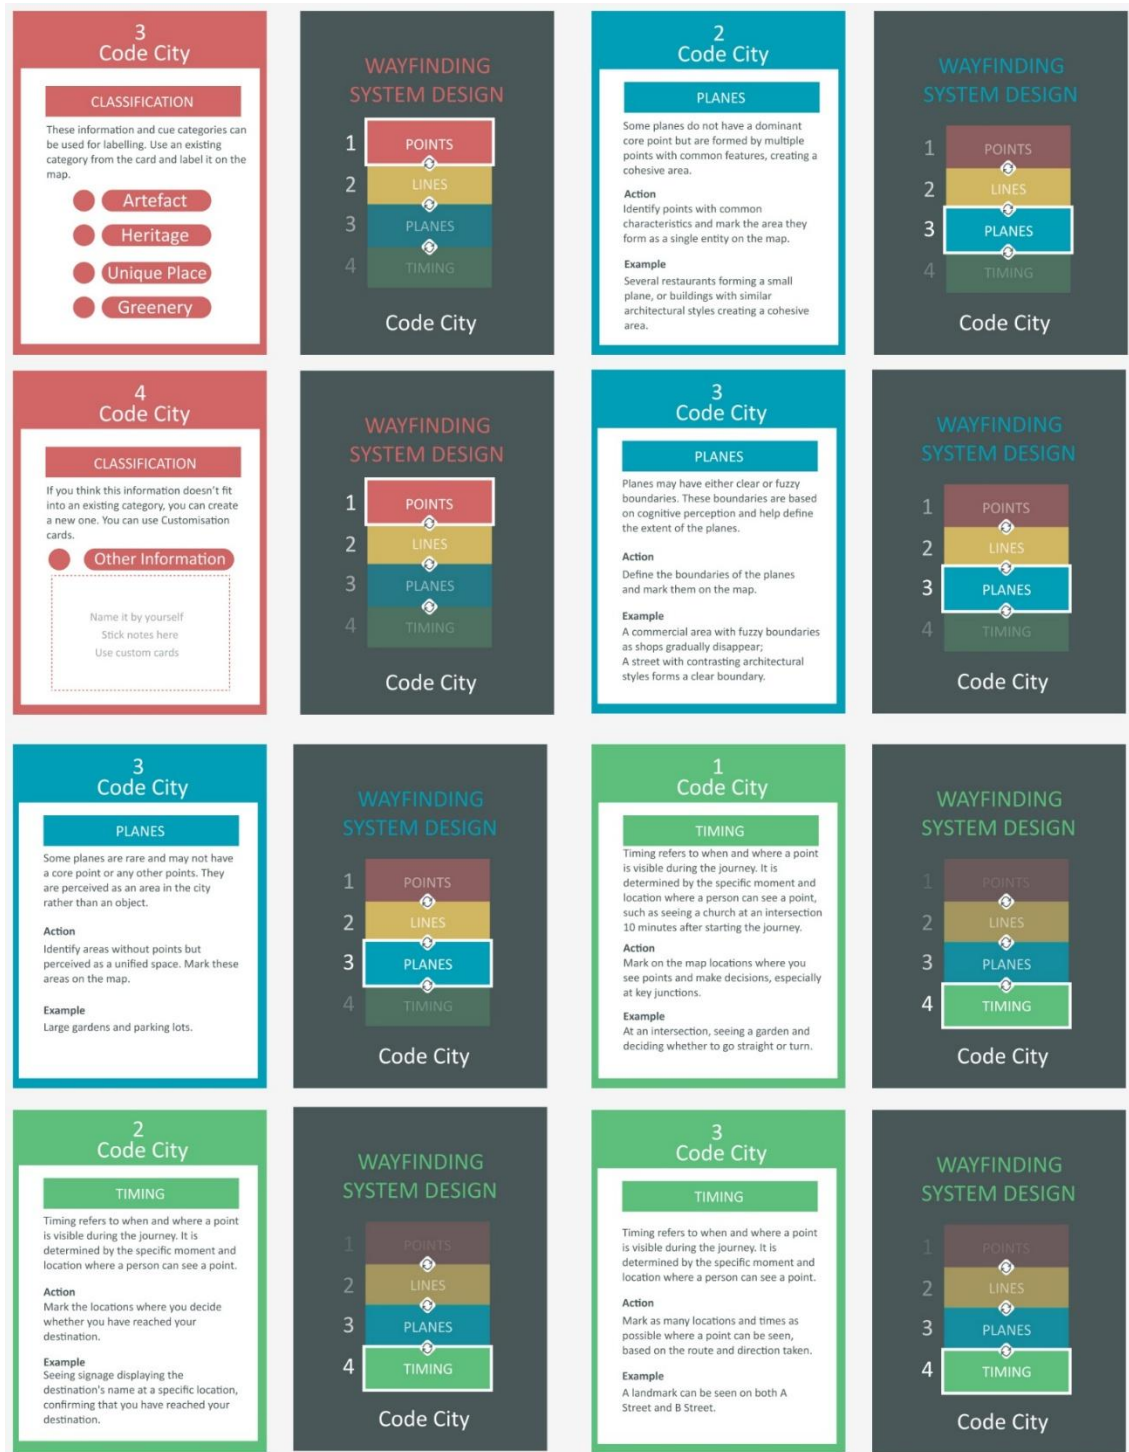 3
Code City
CLASSIFICATION
These information and cue categories can
be used for labelling. Use an existing
category from the card and label it on the
map.
Artefact
Heritage
Unique Place
Greenery
WAYFINDING
SYSTEM DESIGN
1 POINTS
2 LINES
3 PLANES
4 TIMING
Code City
2
Code City
PLANES
Some planes do not have a dominant
core point but are formed by multiple
points with common features, creating a
cohesive area.
Action
Identify points with common
characteristics and mark the area they
form as a single entity on the map.
Example
Several restaurants forming a small
plane, or buildings with similar
architectural styles creating a cohesive
area.
WAYFINDING
SYSTEM DESIGN
1 POINTS
2 LINES
3 PLANES
4 TIMING
Code City
4
Code City
CLASSIFICATION
If you think this information doesn't fit
into an existing category, you can create
a new one. You can use Customisation
cards.
Other Information
Name it by yourself
Stick notes here
Use custom cards
WAYFINDING
SYSTEM DESIGN
1 POINTS
2 LINES
3 PLANES
4 TIMING
Code City
3
Code City
PLANES
Planes may have either clear or fuzzy
boundaries. These boundaries are based
on cognitive perception and help define
the extent of the planes.
Action
Define the boundaries of the planes
and mark them on the map.
Example
A commercial area with fuzzy boundaries
as shops gradually disappear;
A street with contrasting architectural
styles forms a clear boundary.
WAYFINDING
SYSTEM DESIGN
1 POINTS
2 LINES
3 PLANES
4 TIMING
Code City
3
Code City
PLANES
Some planes are rare and may not have
a core point or any other points. They
are perceived as an area in the city
rather than an object.
Action
Identify areas without points but
perceived as a unified space. Mark these
areas on the map.
Example
Large gardens and parking lots.
WAYFINDING
SYSTEM DESIGN
1 POINTS
2 LINES
3 PLANES
4 TIMING
Code City
1
Code City
TIMING
Timing refers to when and where a point
is visible during the journey. It is
determined by the specific moment and
location where a person can see a point,
such as seeing a church at an intersection
10 minutes after starting the journey.
Action
Mark on the map locations where you
see points and make decisions, especially
at key junctions.
Example
At an intersection, seeing a garden and
deciding whether to go straight or turn.
WAYFINDING
SYSTEM DESIGN
1 POINTS
2 LINES
3 PLANES
4 TIMING
Code City
2
Code City
TIMING
Timing refers to when and where a point
is visible during the journey. It is
determined by the specific moment and
location where a person can see a point.
Action
Mark the locations where you decide
whether you have reached your
destination.
Example
Seeing signage displaying the
destination's name at a specific location,
confirming that you have reached your
destination.
WAYFINDING
SYSTEM DESIGN
1 POINTS
2 LINES
3 PLANES
4 TIMING
Code City
3
Code City
TIMING
Timing refers to when and where a point
is visible during the journey. It is
determined by the specific moment and
location where a person can see a point.
Action
Mark as many locations and times as
possible where a point can be seen,
based on the route and direction taken.
Example
A landmark can be seen on both A
Street and B Street.
WAYFINDING
SYSTEM DESIGN
1 POINTS
2 LINES
3 PLANES
4 TIMING
Code City